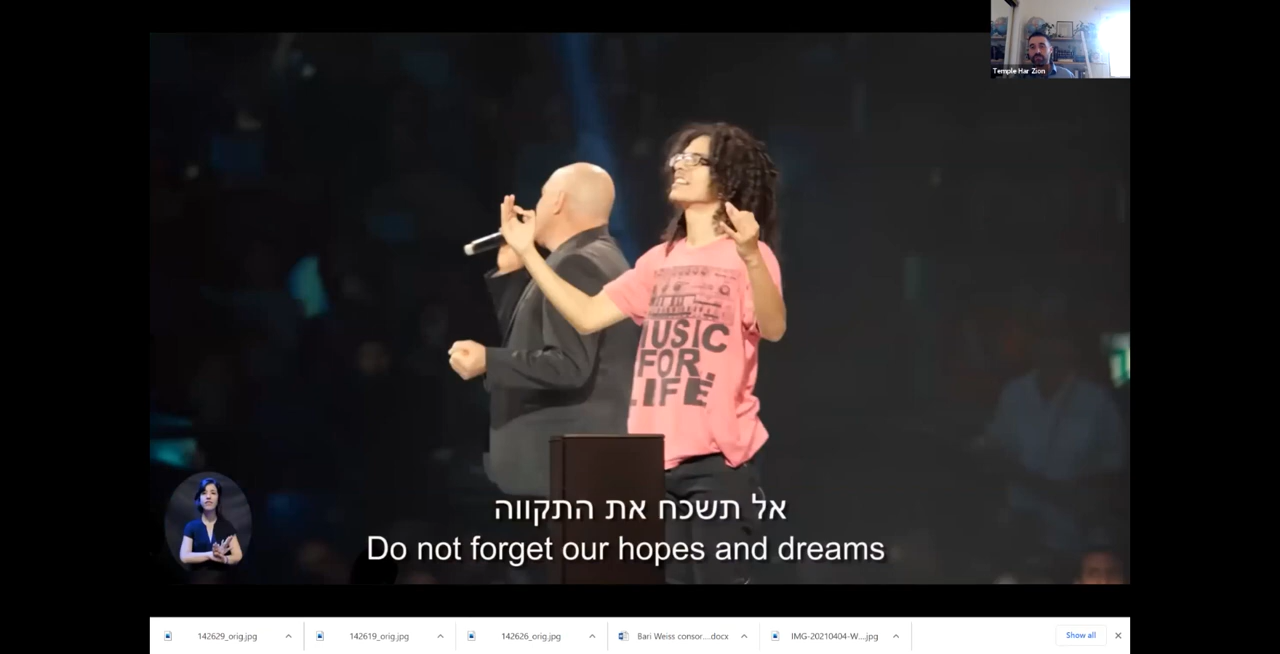 Temple Har Zion
MUSIC
FOR
LIFE
אל תשכח את התקווה
Do not forget our hopes and dreams
142629_orig.jpg
142619_orig.jpg
142626_orig.jpg
Bari Weiss consor....docx
IMG-20210404-W...jpg
Show all